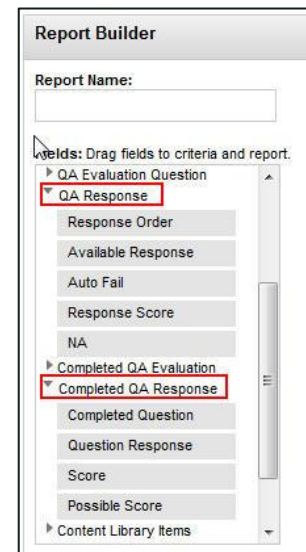 Report Builder
Report Name:
Fields: Drag fields to criteria and report.
QA Evaluation Question
QA Response
Response Order
Available Response
Auto Fail
Response Score
NA
Completed QA Evaluation
Completed QA Response
Completed Question
Question Response
Score
Possible Score
Content Library Items